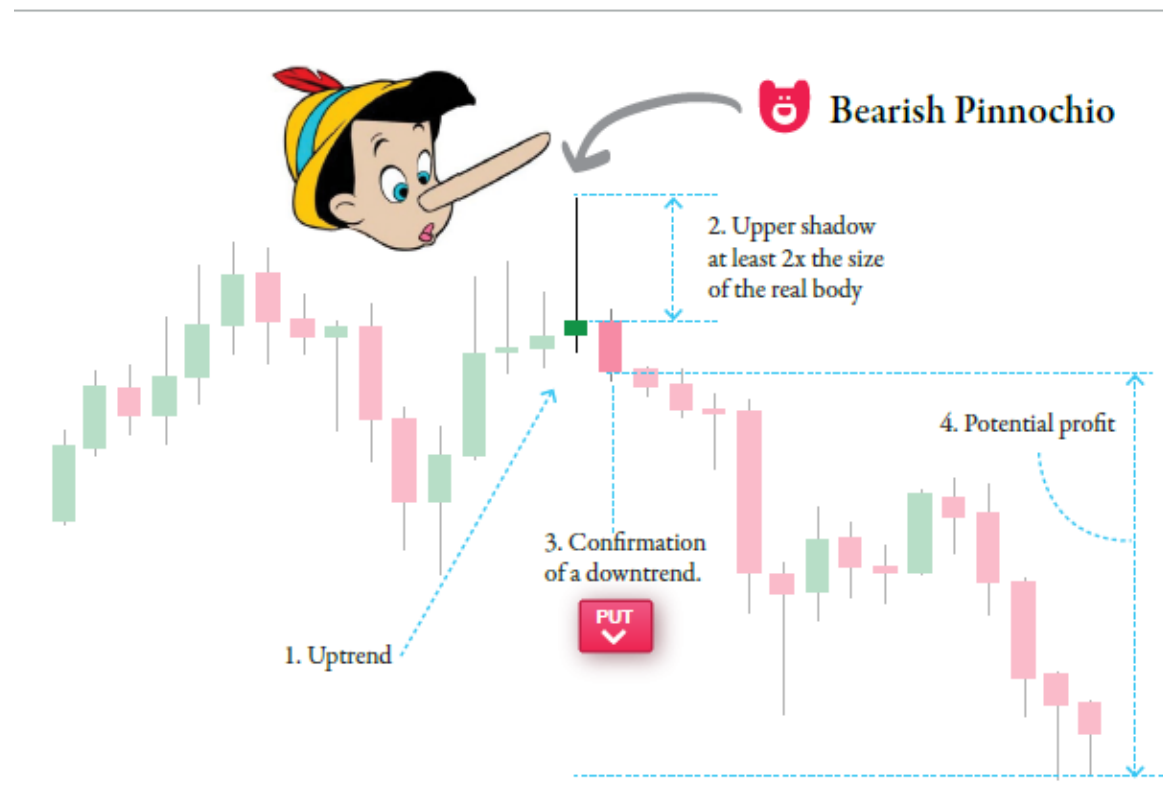 Bearish Pinnochio
2. Upper shadow
at least 2x the size
of the real body
4. Potential profit
3. Confirmation
of a downtrend.
PUT
1. Uptrend